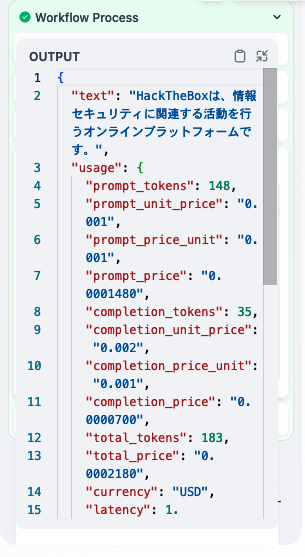 Workflow Process
OUTPUT
1 {
2 "text": "HackTheBoxは、情報
セキュリティに関連する活動を行
うオンラインプラットフォームで
す。",
3 "usage": {
4 "prompt_tokens": 148,
5 "prompt_unit_price": "0.
001",
6 "prompt_price_unit": "0.
001",
7 "prompt_price": "0.
0001480",
8 "completion_tokens": 35,
9 "completion_unit_price":
"0.002",
10 "completion_price_unit":
"0.001",
11 "completion_price": "0.
0000700",
12 "total_tokens": 183,
13 "total_price": "0.
0002180",
14 "currency": "USD",
15 "latency": 1.